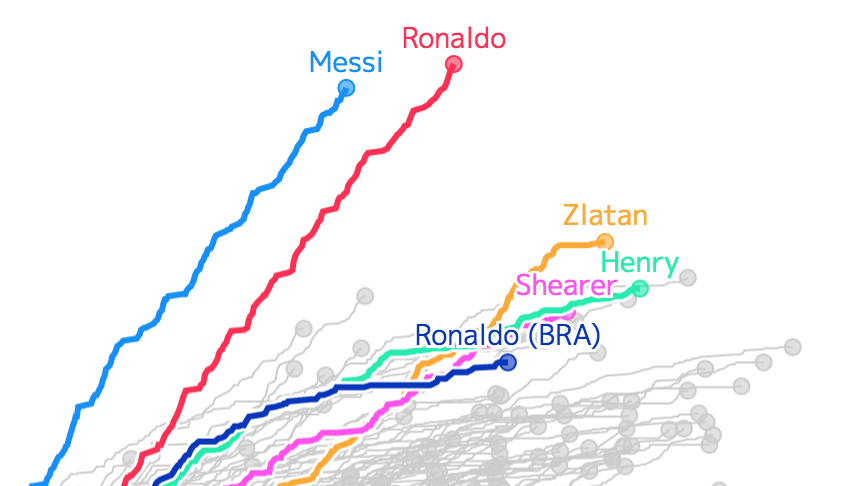 Ronaldo
Messi
Zlatan
Henry
Shearer
Ronaldo (BRA)